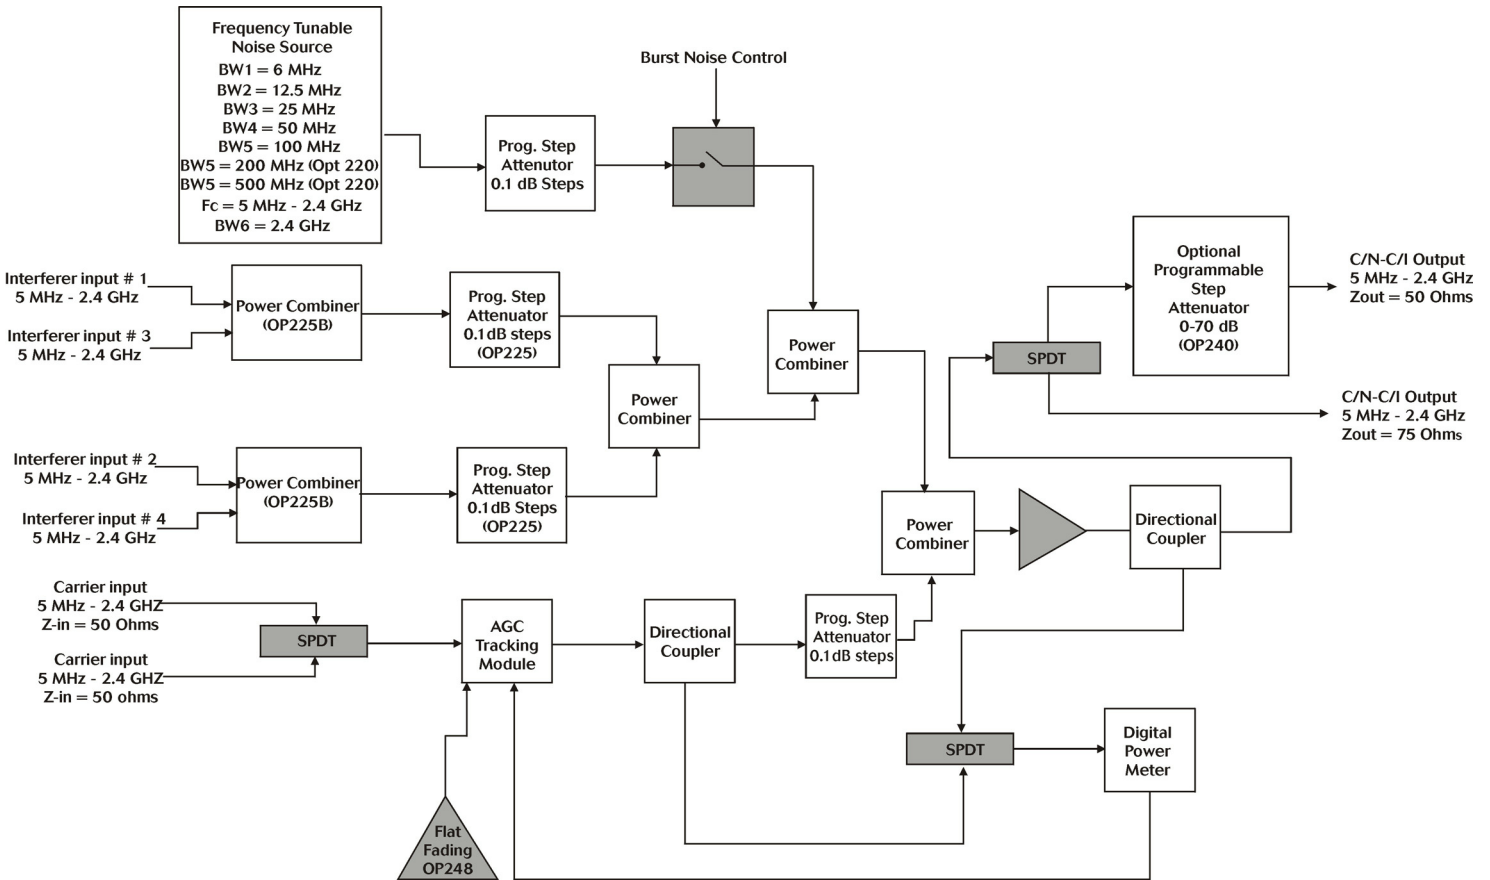 Frequency Tunable
Noise Source
BW1 = 6 MHz
BW2 = 12.5 MHz
BW3 = 25 MHz
BW4 = 50 MHz
BW5 = 100 MHz
BW5 = 200 MHz (Opt 220)
BW5 = 500 MHz (Opt 220)
Fc = 5 MHz - 2.4 GHz
BW6 = 2.4 GHz
Burst Noise Control
Prog. Step
Attenutor
0.1 dB Steps
Interferer input # 1
5 MHz - 2.4 GHz
Interferer input # 3
5 MHz - 2.4 GHz
Power Combiner
(OP225B)
Prog. Step
Attenuator
0.1dB steps
(OP225)
Power
Combiner
Power
Combiner
Interferer input # 2
5 MHz - 2.4 GHz
Interferer input # 4
5 MHz - 2.4 GHz
Power Combiner
(OP225B)
Prog. Step
Attenuator
0.1dB Steps
(OP225)
Optional
Programmable
Step
Attenuator
0-70 dB
(OP240)
SPDT
C/N-C/I Output
5 MHz - 2.4 GHz
Zout = 50 Ohms
C/N-C/I Output
5 MHz - 2.4 GHz
Zout = 75 Ohms
Power
Combiner
Directional
Coupler
Carrier input
5 MHz - 2.4 GHZ
Z-in = 50 Ohms
SPDT
Carrier input
5 MHz - 2.4 GHZ
Z-in = 50 ohms
AGC
Tracking
Module
Directional
Coupler
Prog. Step
Attenuator
0.1dB steps
SPDT
Digital
Power
Meter
Flat
Fading
OP248